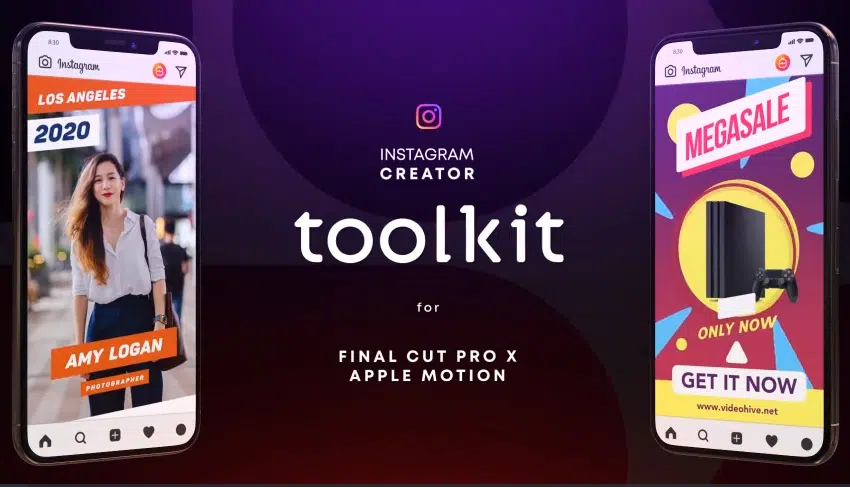 8:30
Instagram
LOS ANGELES
2020
AMY LOGAN
PHOTOGRAPHER
INSTAGRAM
CREATOR
toolkit
for
FINAL CUT PRO X
APPLE MOTION
8:30
Instagram
MEGASALE
ONLY NOW
GET IT NOW
www.videohive.net